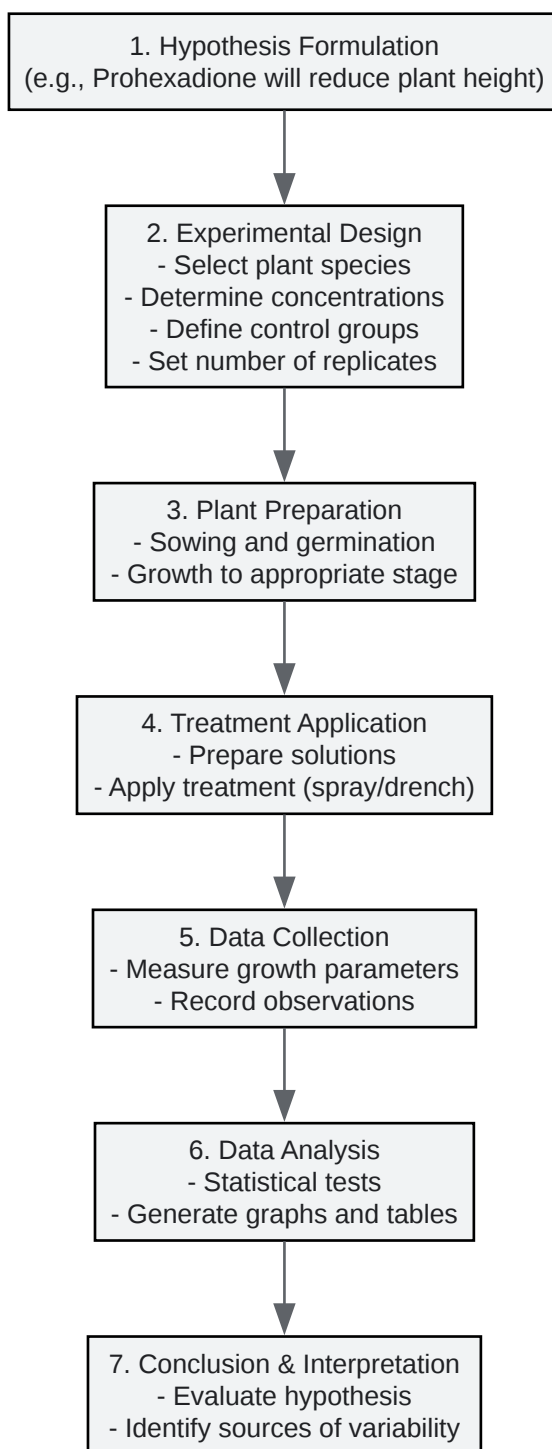 1. Hypothesis Formulation
(e.g., Prohexadione will reduce plant height)
2. Experimental Design
- Select plant species
- Determine concentrations
- Define control groups
- Set number of replicates
3. Plant Preparation
- Sowing and germination
- Growth to appropriate stage
4. Treatment Application
- Prepare solutions
- Apply treatment (spray/drench)
5. Data Collection
- Measure growth parameters
- Record observations
6. Data Analysis
- Statistical tests
- Generate graphs and tables
7. Conclusion & Interpretation
- Evaluate hypothesis
- Identify sources of variability